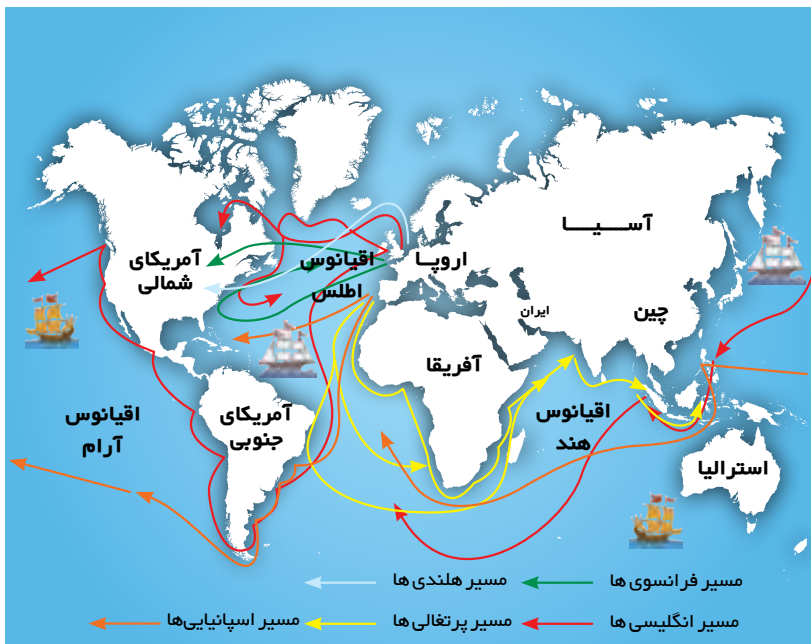 آمریکای
شمالی
اقیانوس
اطلس
اروپـا
آســیــا
ایران
چین
آفریقا
آمریکای
جنوبی
اقیانوس
آرام
اقیانوس
هند
استرالیا
مسیر فرانسوی ها
مسیر هلندی ها
مسیر انگلیسی ها
مسیر پرتغالی ها
مسیر اسپانیایی‌ها